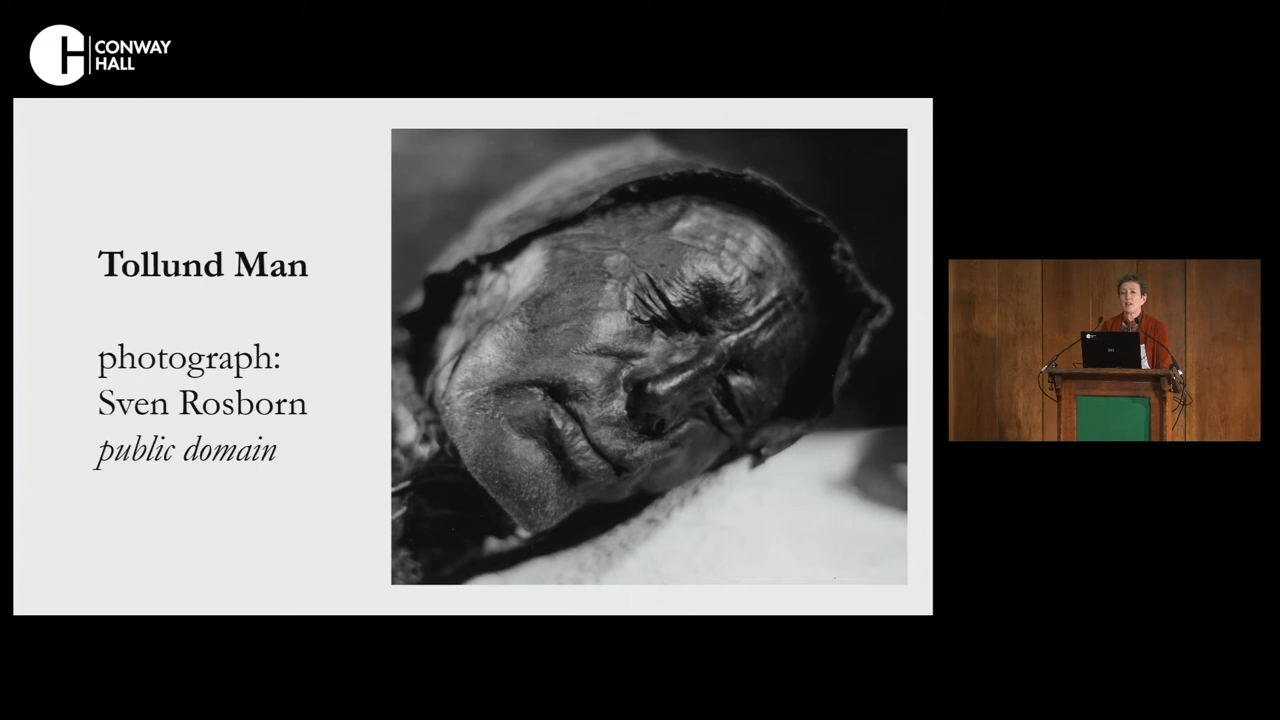 CONWAY
HALL
Tollund Man
photograph:
Sven Rosborn
public domain